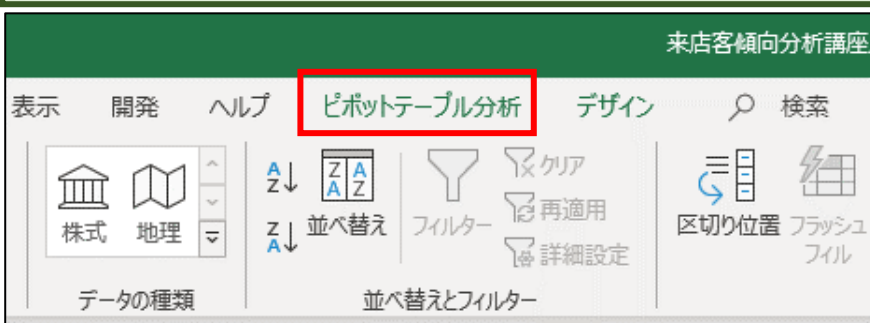 来店客傾向分析講座
表示 開発 ヘルプ ピボットテーブル分析 デザイン 検索
株式 地理
データの種類
A Z
Z A
Z A A Z
並べ替え
フィルター
クリア
再適用
詳細設定
並べ替えとフィルター
区切り位置
フラッシュ
フィル